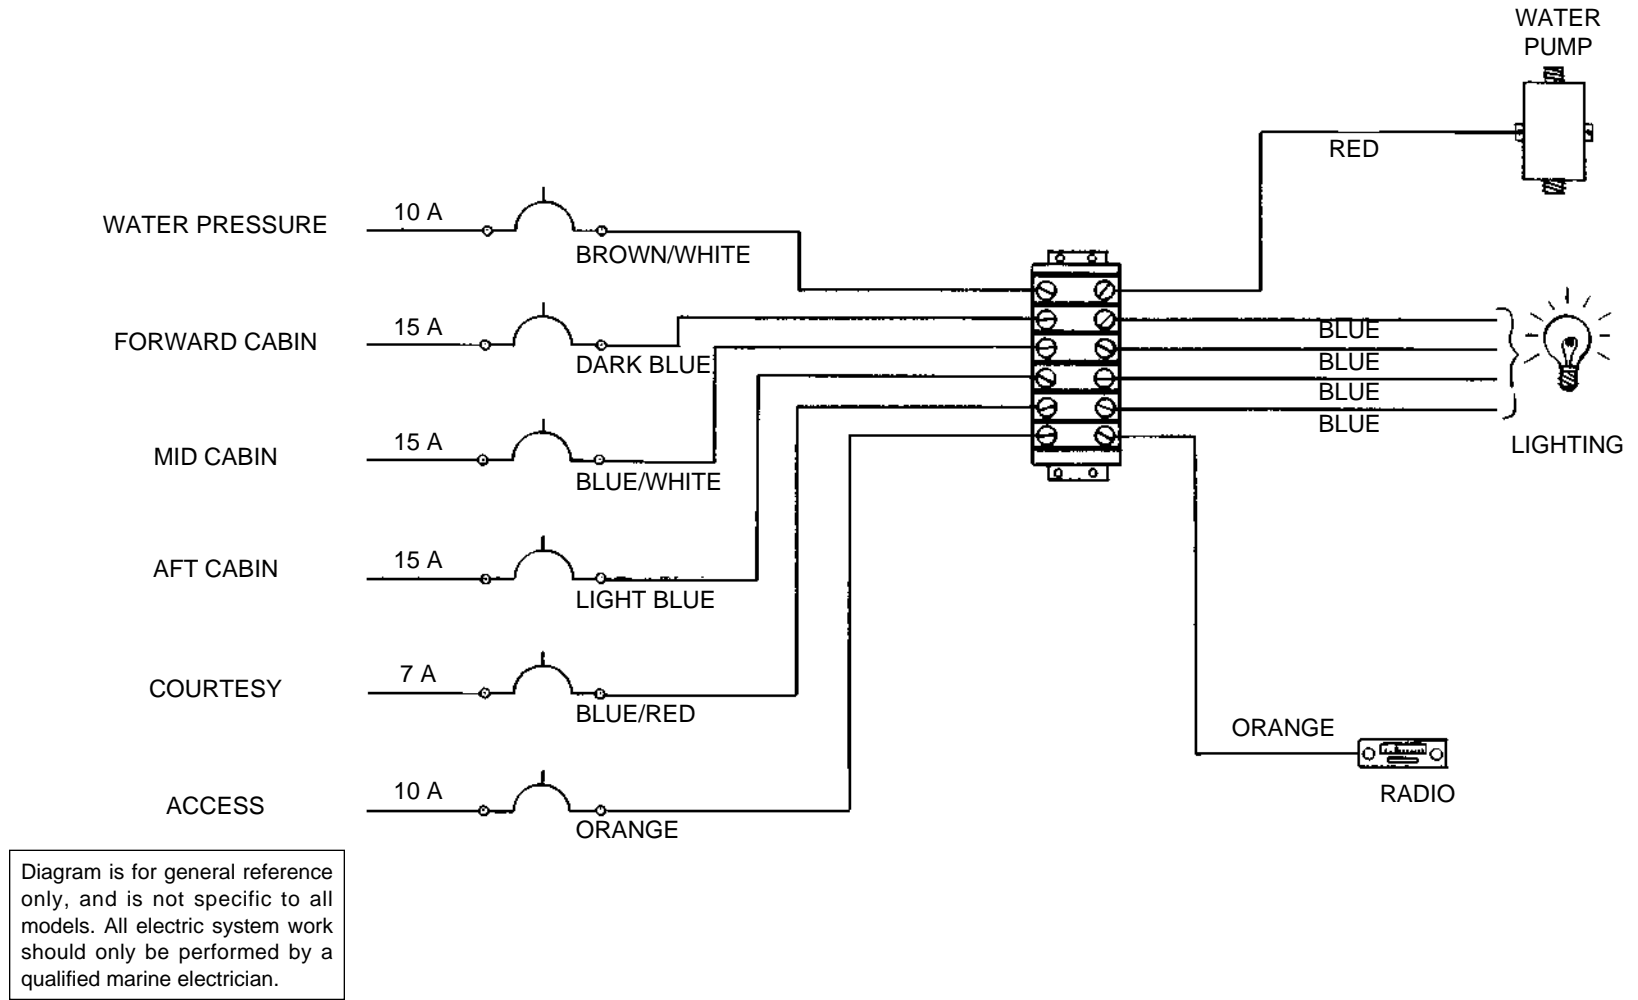 WATER
PUMP
RED
WATER PRESSURE
10 A
BROWN/WHITE
FORWARD CABIN
15 A
DARK BLUE
BLUE
BLUE
BLUE
BLUE
LIGHTING
MID CABIN
15 A
BLUE/WHITE
AFT CABIN
15 A
LIGHT BLUE
COURTESY
7 A
BLUE/RED
ORANGE
RADIO
ACCESS
10 A
ORANGE
Diagram is for general reference
only, and is not specific to all
models. All electric system work
should only be performed by a
qualified marine electrician.